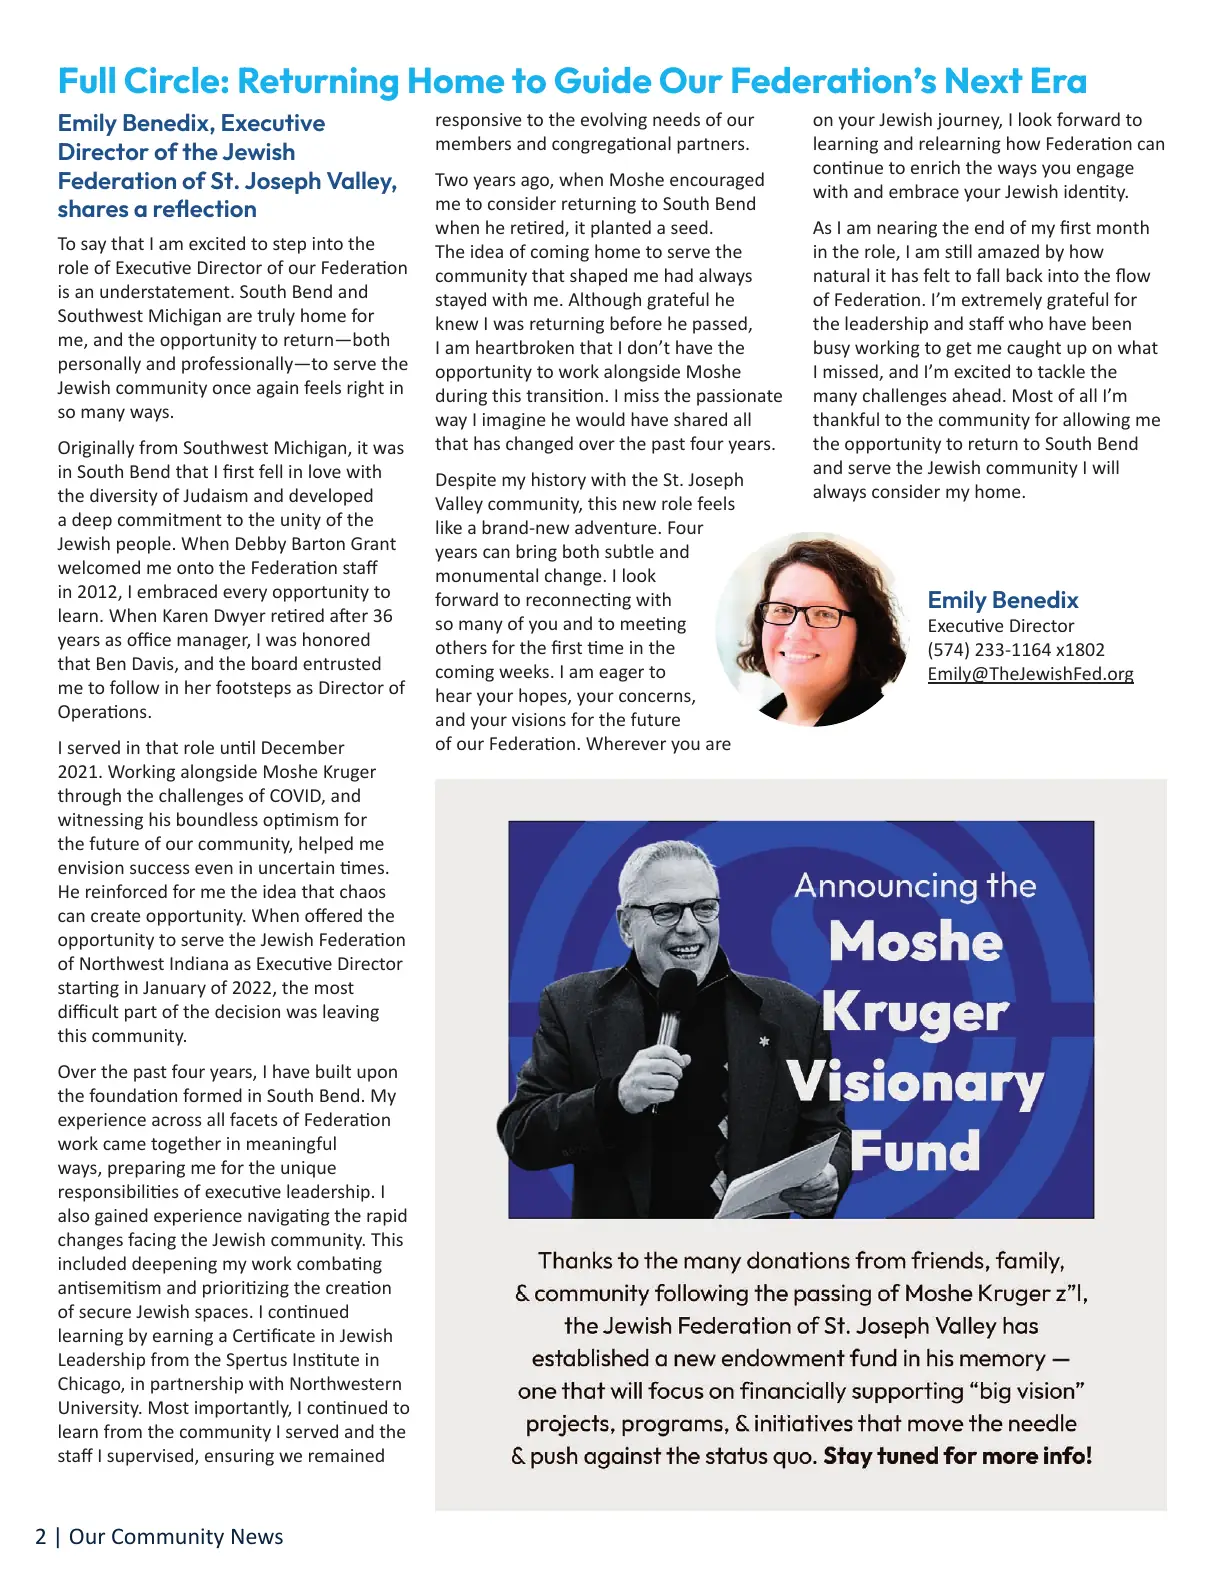 Full Circle: Returning Home to Guide Our Federation’s Next Era
Emily Benedix, Executive
Director of the Jewish
Federation of St. Joseph Valley,
shares a reflection
To say that I am excited to step into the
role of Executive Director of our Federation
is an understatement. South Bend and
Southwest Michigan are truly home for
me, and the opportunity to return—both
personally and professionally—to serve the
Jewish community once again feels right in
so many ways.
Originally from Southwest Michigan, it was
in South Bend that I first fell in love with
the diversity of Judaism and developed
a deep commitment to the unity of the
Jewish people. When Debby Barton Grant
welcomed me onto the Federation staff
in 2012, I embraced every opportunity to
learn. When Karen Dwyer retired after 36
years as office manager, I was honored
that Ben Davis, and the board entrusted
me to follow in her footsteps as Director of
Operations.
I served in that role until December
2021. Working alongside Moshe Kruger
through the challenges of COVID, and
witnessing his boundless optimism for
the future of our community, helped me
envision success even in uncertain times.
He reinforced for me the idea that chaos
can create opportunity. When offered the
opportunity to serve the Jewish Federation
of Northwest Indiana as Executive Director
starting in January of 2022, the most
difficult part of the decision was leaving
this community.
Over the past four years, I have built upon
the foundation formed in South Bend. My
experience across all facets of Federation
work came together in meaningful
ways, preparing me for the unique
responsibilities of executive leadership. I
also gained experience navigating the rapid
changes facing the Jewish community. This
included deepening my work combating
antisemitism and prioritizing the creation
of secure Jewish spaces. I continued
learning by earning a Certificate in Jewish
Leadership from the Spertus Institute in
Chicago, in partnership with Northwestern
University. Most importantly, I continued to
learn from the community I served and the
staff I supervised, ensuring we remained
responsive to the evolving needs of our
members and congregational partners.
Two years ago, when Moshe encouraged
me to consider returning to South Bend
when he retired, it planted a seed.
The idea of coming home to serve the
community that shaped me had always
stayed with me. Although grateful he
knew I was returning before he passed,
I am heartbroken that I don’t have the
opportunity to work alongside Moshe
during this transition. I miss the passionate
way I imagine he would have shared all
that has changed over the past four years.
Despite my history with the St. Joseph
Valley community, this new role feels
like a brand-new adventure. Four
years can bring both subtle and
monumental change. I look
forward to reconnecting with
so many of you and to meeting
others for the first time in the
coming weeks. I am eager to
hear your hopes, your concerns,
and your visions for the future
of our Federation. Wherever you are
on your Jewish journey, I look forward to
learning and relearning how Federation can
continue to enrich the ways you engage
with and embrace your Jewish identity.
As I am nearing the end of my first month
in the role, I am still amazed by how
natural it has felt to fall back into the flow
of Federation. I’m extremely grateful for
the leadership and staff who have been
busy working to get me caught up on what
I missed, and I’m excited to tackle the
many challenges ahead. Most of all I’m
thankful to the community for allowing me
the opportunity to return to South Bend
and serve the Jewish community I will
always consider my home.
Emily Benedix
Executive Director
(574) 233-1164 x1802
Emily@TheJewishFed.org
Announcing the
Moshe
Kruger
Visionary
Fund
Thanks to the many donations from friends, family,
& community following the passing of Moshe Kruger z”l,
the Jewish Federation of St. Joseph Valley has
established a new endowment fund in his memory —
one that will focus on financially supporting “big vision”
projects, programs, & initiatives that move the needle
& push against the status quo. Stay tuned for more info!
2 | Our Community News